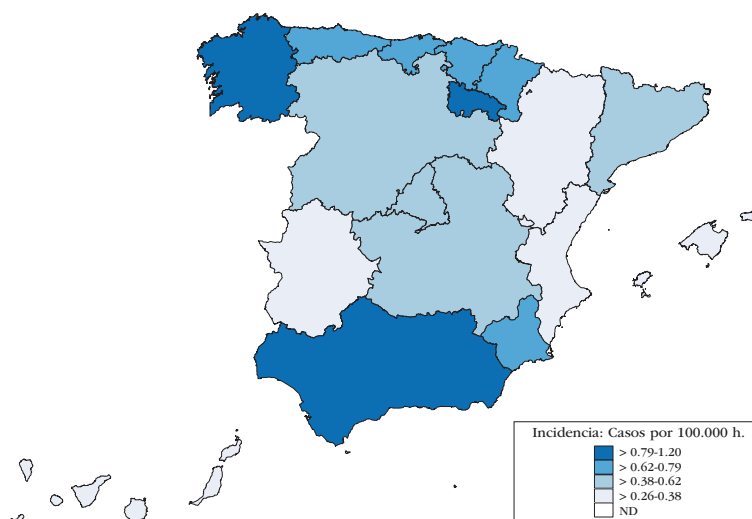 Incidencia: Casos por 100.000 h.
> 0.79-1.20
> 0.62-0.79
> 0.38-0.62
> 0.26-0.38
ND